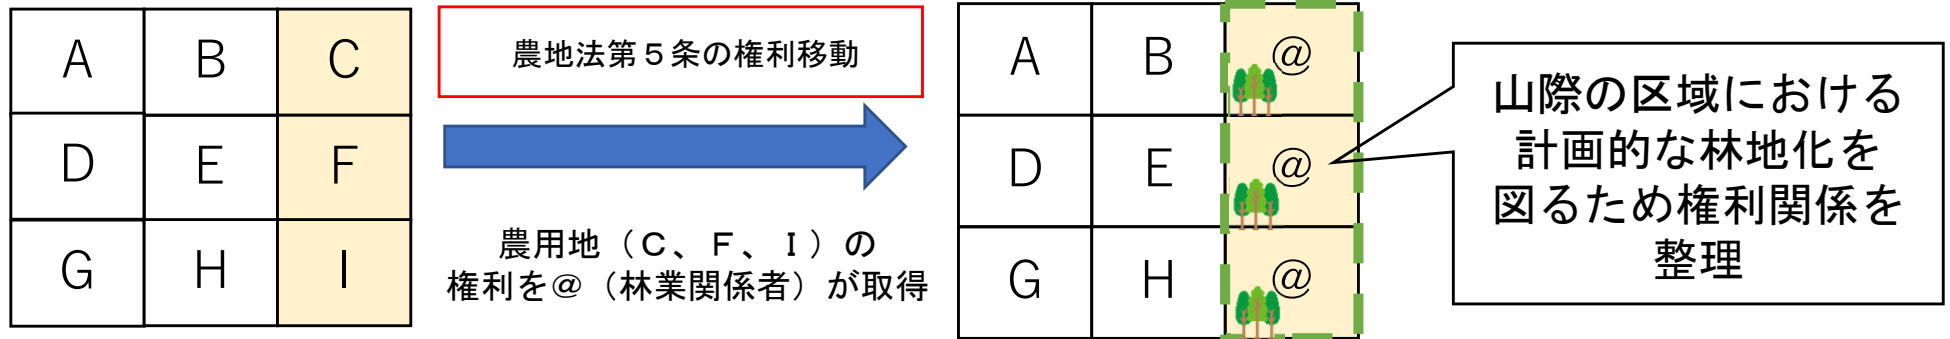 A B C
D E F
G H I
農地法第５条の権利移動
農用地（Ｃ、Ｆ、Ｉ）の
権利を＠（林業関係者）が取得
A B @
D E @
G H @
山際の区域における
計画的な林地化を
図るため権利関係を
整理